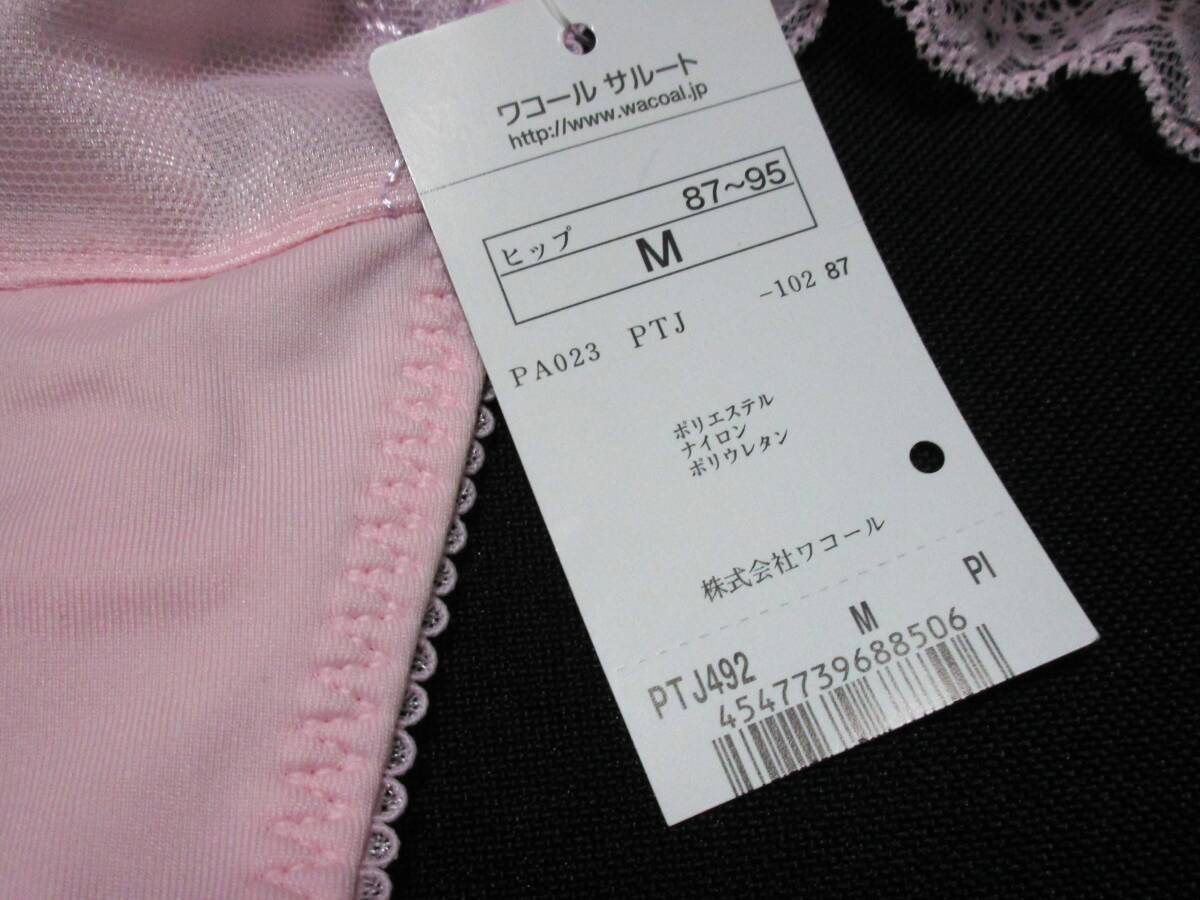 ワコール サルート
http://www.wacoal.jp
ヒップ 87~95
M
PA023 PTJ -102 87
ポリエステル
ナイロン
ポリウレタン
株式会社ワコール
PTJ492 M PI
4547739688506